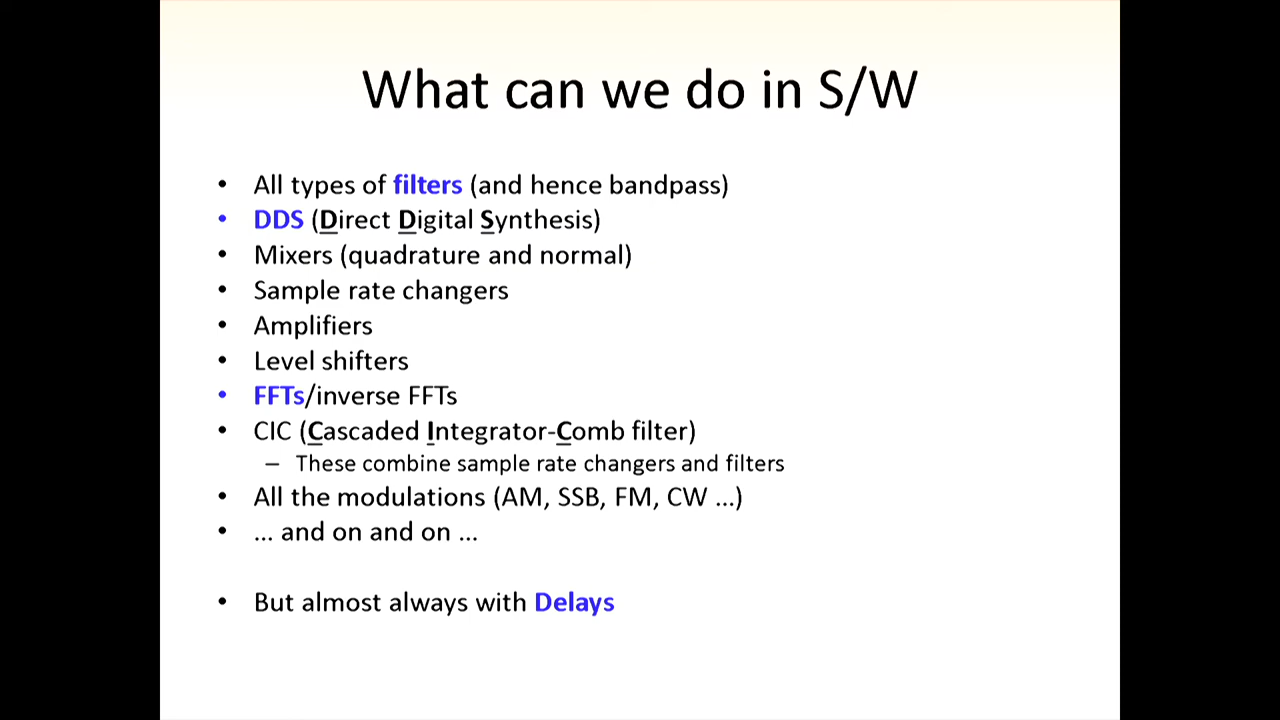 What can we do in S/W
• All types of filters (and hence bandpass)
• DDS (Direct Digital Synthesis)
• Mixers (quadrature and normal)
• Sample rate changers
• Amplifiers
• Level shifters
• FFTs/inverse FFTs
• CIC (Cascaded Integrator-Comb filter)
– These combine sample rate changers and filters
• All the modulations (AM, SSB, FM, CW ...)
• ... and on and on ...
• But almost always with Delays